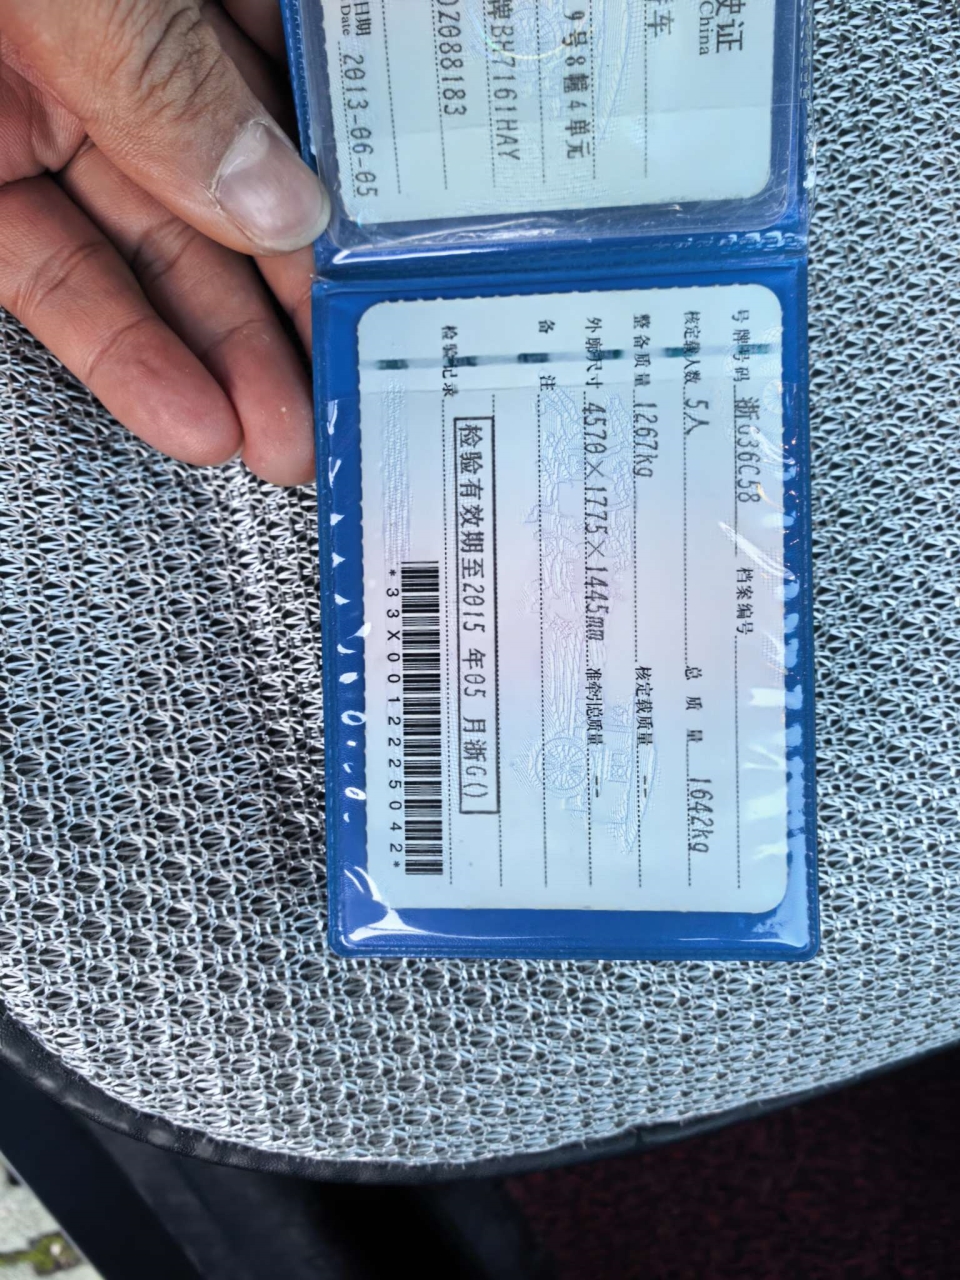 驶证
China
车
9号8幢4单元
牌BH7161HAY
02088183
日期 2013-06-05
Date
号牌号码 浙G36C58 档案编号
核定载人数 5人 总质量 1642kg
整备质量 1267kg 核定载质量 --
外廓尺寸 4570×1775×1445mm 准牵引总质量 --
备注
检验记录
检验有效期至2015年05月浙G()
*33X0012225042*